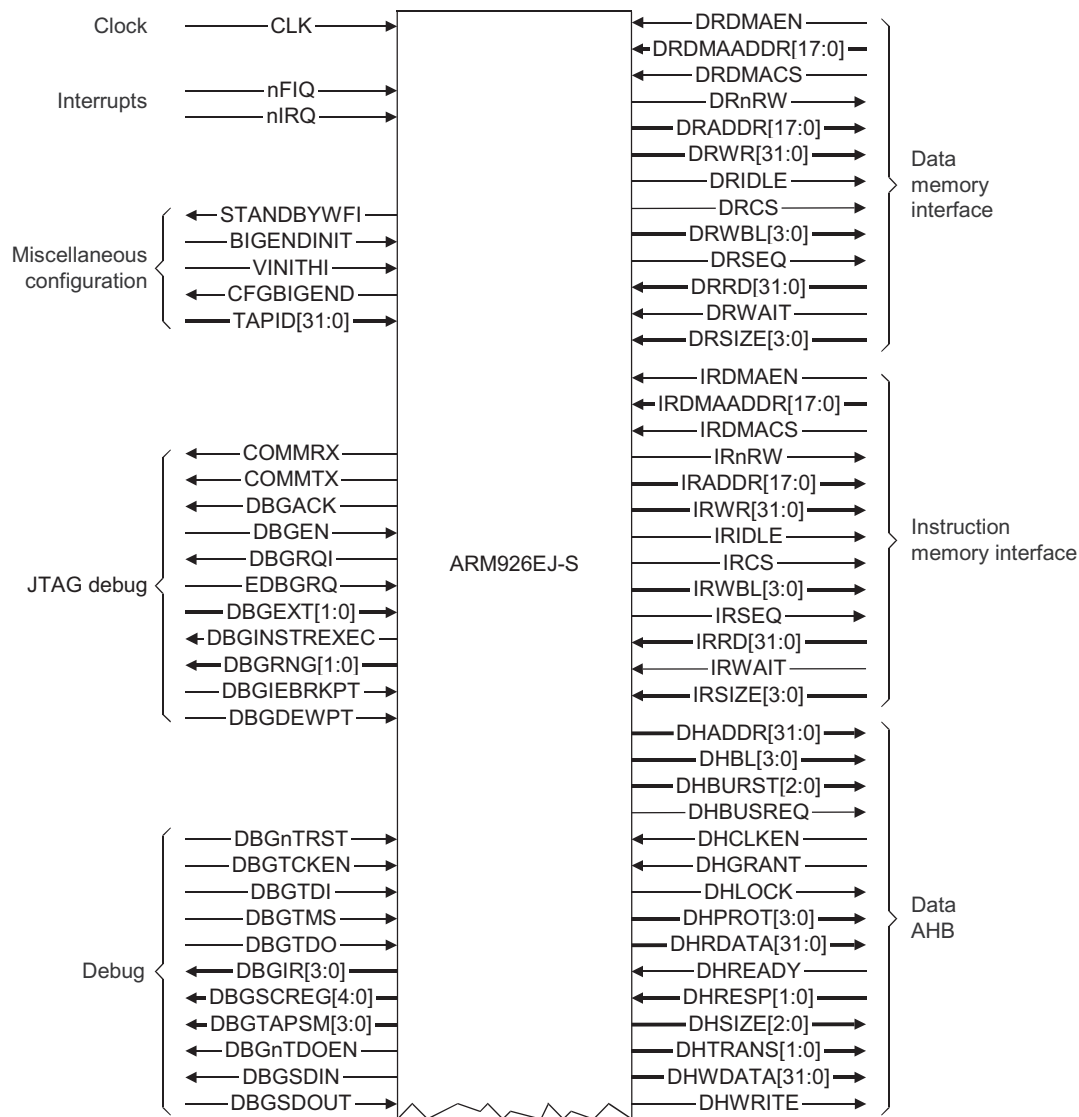 Clock
CLK
Interrupts
nFIQ
nIRQ
Miscellaneous
configuration
STANDBYWFI
BIGENDINIT
VINITHI
CFGBIGEND
TAPID[31:0]
JTAG debug
COMMRX
COMMTX
DBGACK
DBGEN
DBGRQI
EDBGRQ
DBGEXT[1:0]
DBGINSTREXEC
DBGRNG[1:0]
DBGIEBRKPT
DBGDEWPT
Debug
DBGnTRST
DBGTCKEN
DBGTDI
DBGTMS
DBGTDO
DBGIR[3:0]
DBGSCREG[4:0]
DBGTAPSM[3:0]
DBGnTDOEN
DBGSDIN
DBGSDOUT
ARM926EJ-S
DRDMAEN
DRDMAADDR[17:0]
DRDMACS
DRnRW
DRADDR[17:0]
DRWR[31:0]
DRIDLE
DRCS
DRWBL[3:0]
DRSEQ
DRRD[31:0]
DRWAIT
DRSIZE[3:0]
Data
memory
interface
IRDMAEN
IRDMAADDR[17:0]
IRDMACS
IRnRW
IRADDR[17:0]
IRWR[31:0]
IRIDLE
IRCS
IRWBL[3:0]
IRSEQ
IRRD[31:0]
IRWAIT
IRSIZE[3:0]
Instruction
memory interface
DHADDR[31:0]
DHBL[3:0]
DHBURST[2:0]
DHBUSREQ
DHCLKEN
DHGRANT
DHLOCK
DHPROT[3:0]
DHRDATA[31:0]
DHREADY
DHRESP[1:0]
DHSIZE[2:0]
DHTRANS[1:0]
DHWDATA[31:0]
DHWRITE
Data
AHB